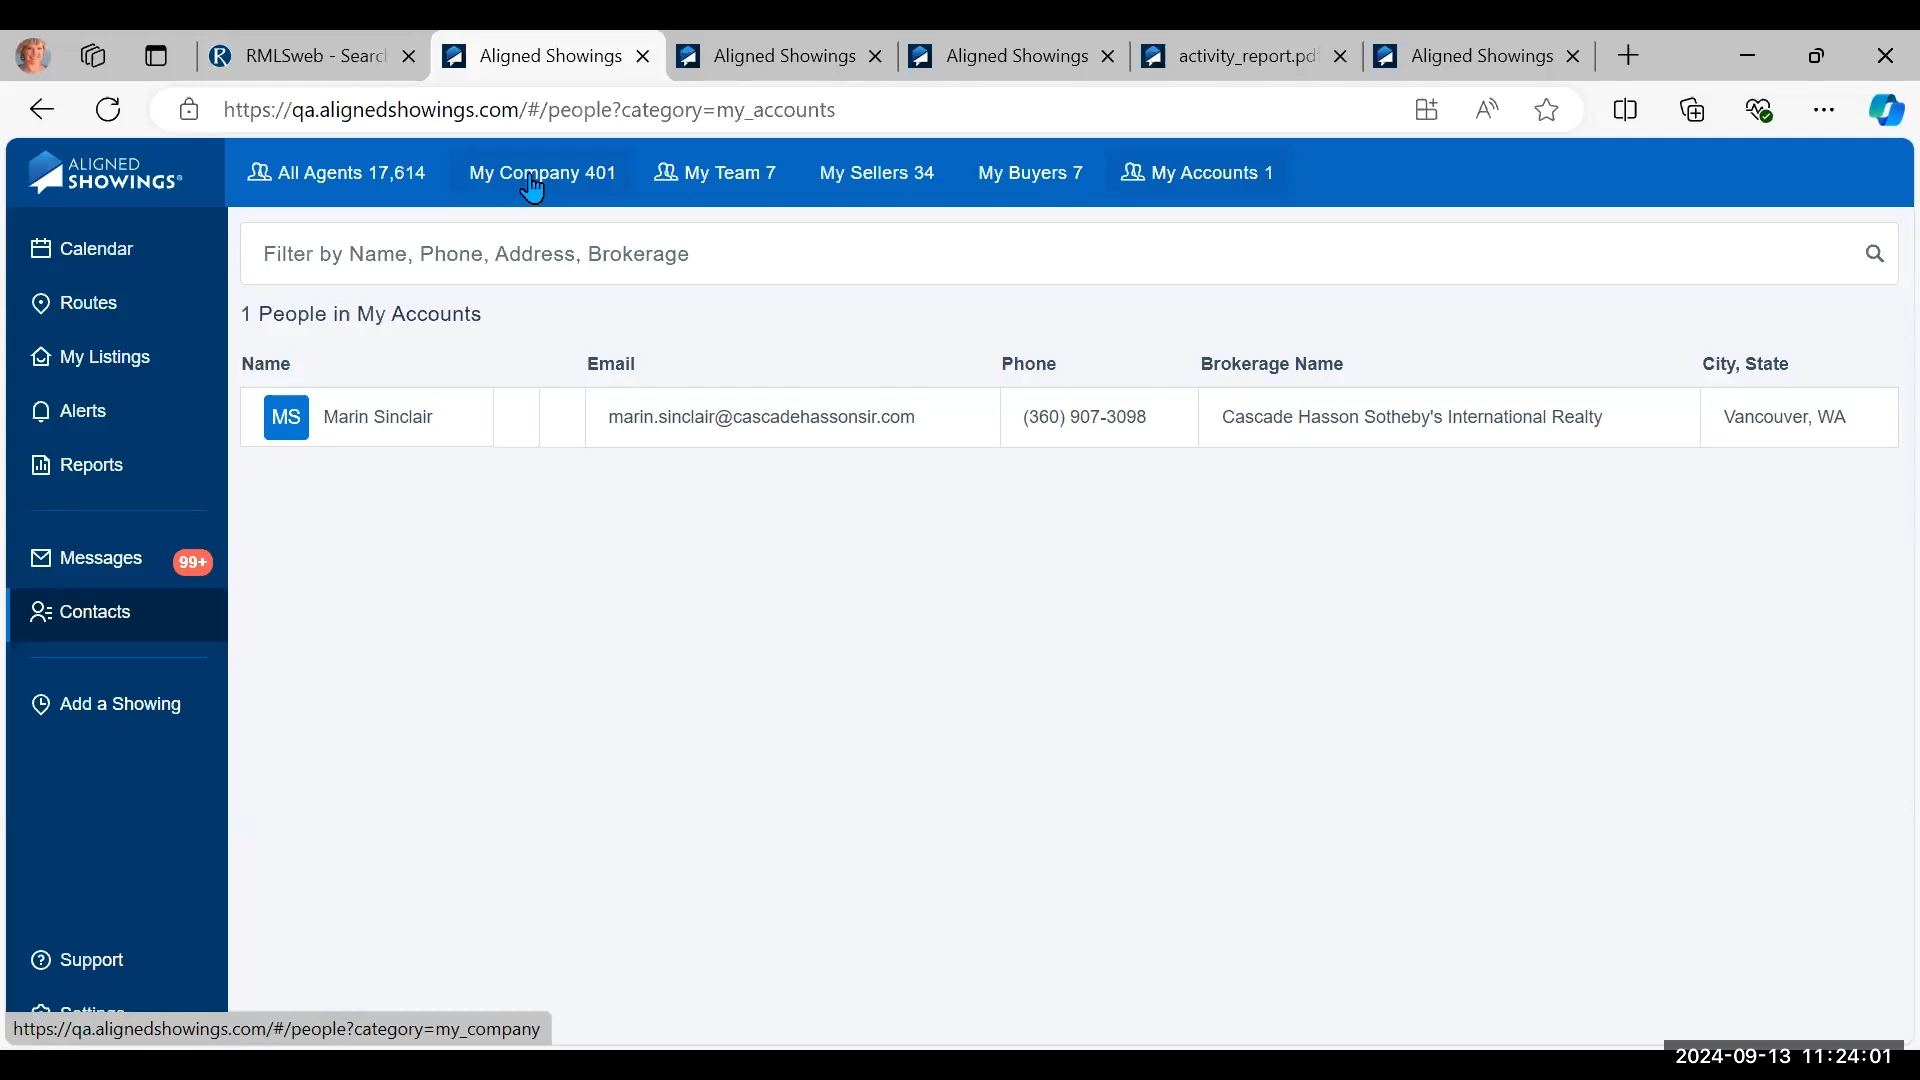 RMLSweb - Searc
Aligned Showings
Aligned Showings
Aligned Showings
activity_report.pd
Aligned Showings
https://qa.alignedshowings.com/#/people?category=my_accounts
ALIGNED
SHOWINGS®
All Agents 17,614
My Company 401
My Team 7
My Sellers 34
My Buyers 7
My Accounts 1
Calendar
Routes
My Listings
Alerts
Reports
Messages 99+
Contacts
Add a Showing
Support
Settings
Filter by Name, Phone, Address, Brokerage
1 People in My Accounts
Name Email Phone Brokerage Name City, State
MS Marin Sinclair marin.sinclair@cascadehassonsir.com (360) 907-3098 Cascade Hasson Sotheby's International Realty Vancouver, WA
https://qa.alignedshowings.com/#/people?category=my_company
2024-09-13 11:24:01